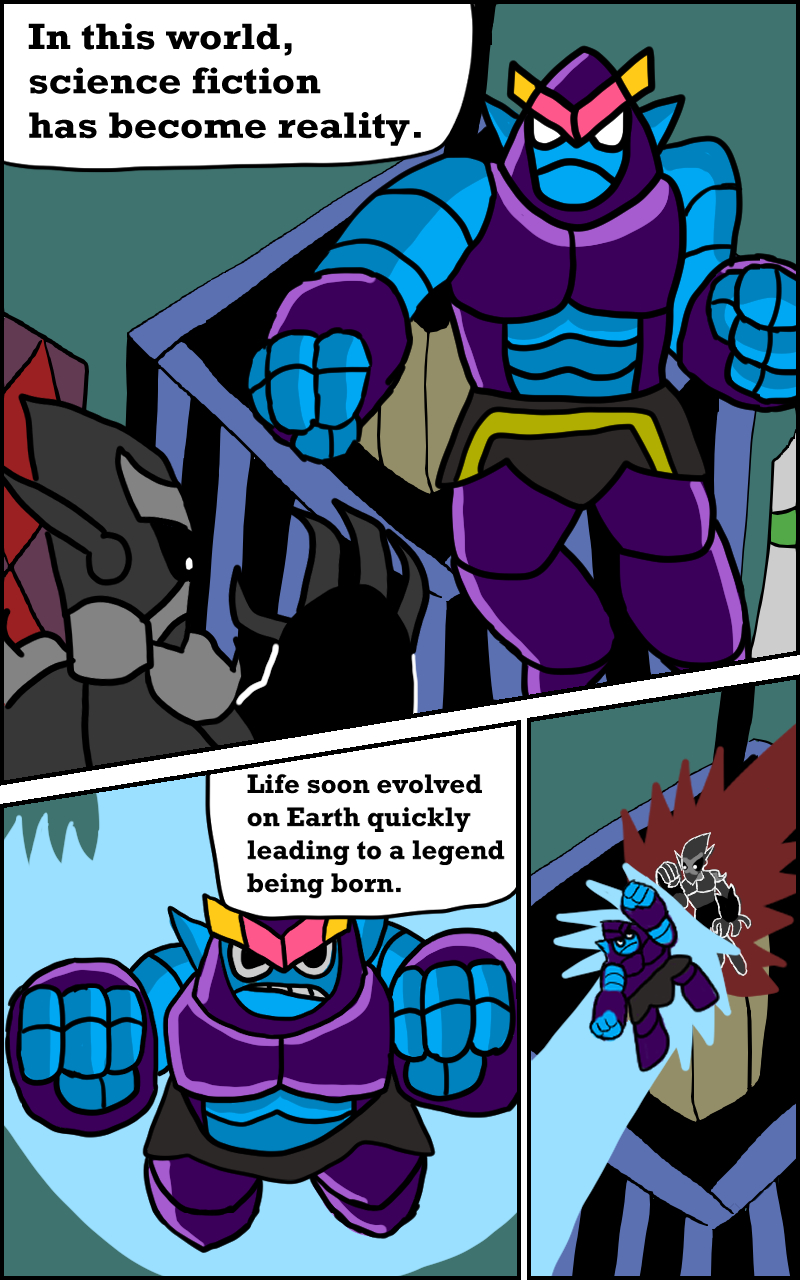 In this world,
science fiction
has become reality.
Life soon evolved
on Earth quickly
leading to a legend
being born.